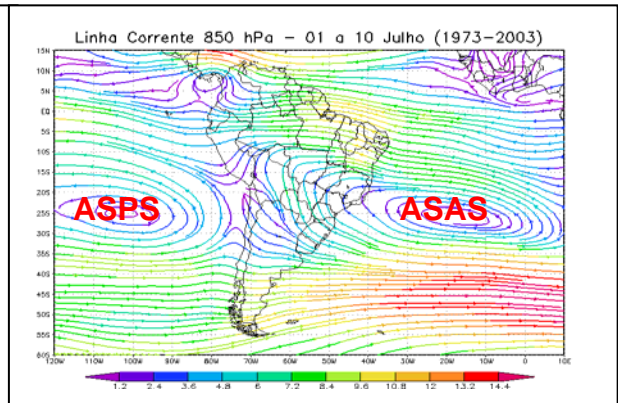 Linha Corrente 850 hPa - 01 a 10 Julho (1973-2003)
15N
10N
5N
EQ
5S
10S
15S
20S
25S
30S
35S
40S
45S
50S
55S
60S
ASPS ASAS
120W 110W 100W 90W 80W 70W 60W 50W 40W 30W 20W 10W 0 10E
1.2 2.4 3.6 4.8 6 7.2 8.4 9.6 10.8 12 13.2 14.4